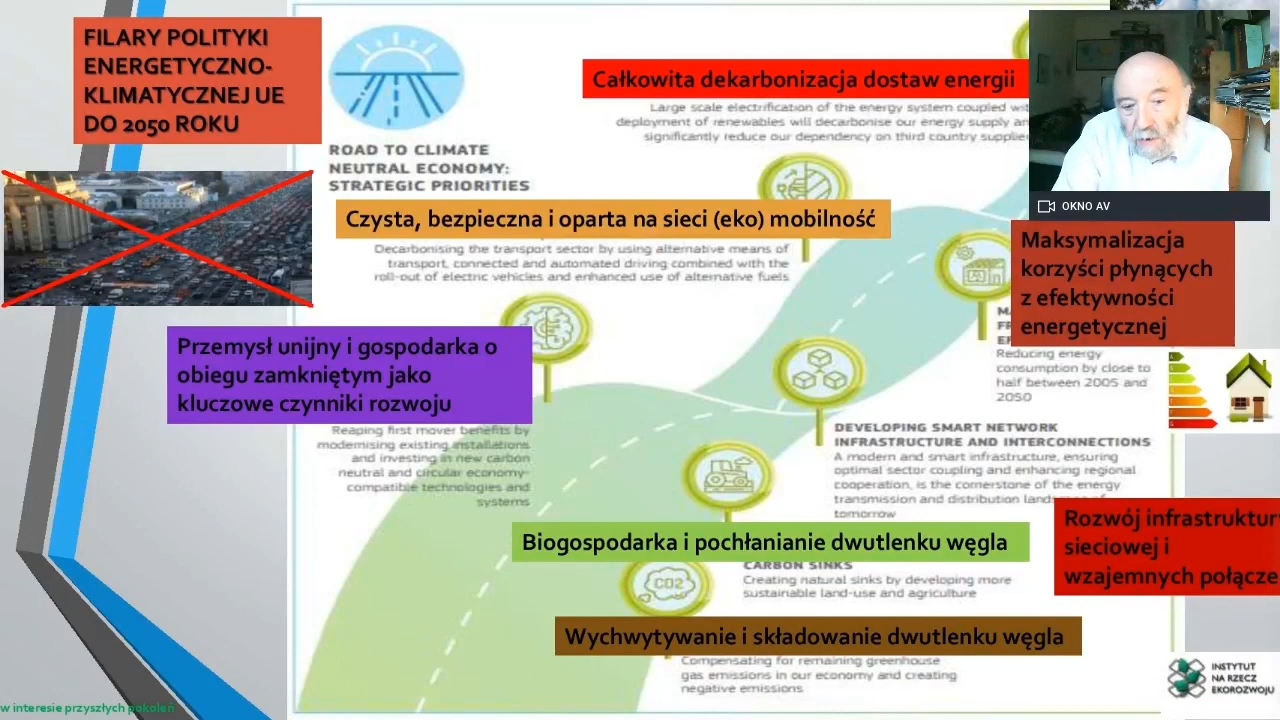 FILARY POLITYKI
ENERGETYCZNO-
KLIMATYCZNEJ UE
DO 2050 ROKU
Całkowita dekarbonizacja dostaw energii
Large scale electrification of the energy system coupled
deployment of renewables will decarbonise our energy supply
significantly reduce our dependency on third country
ROAD TO CLIMATE
NEUTRAL ECONOMY:
STRATEGIC PRIORITIES
OKNO AV
Czysta, bezpieczna i oparta na sieci (eko) mobilność
Decarbonising the transport sector by using alternative means of
transport, connected and automated driving combined with the
roll-out of electric vehicles and enhanced use of alternative fuels
Maksymalizacja
korzyści płynących
z efektywności
energetycznej
Reducing energy
consumption by close to
half between 2005 and
2050
Przemysł unijny i gospodarka o
obiegu zamkniętym jako
kluczowe czynniki rozwoju
Reaping first mover benefits by
modernising existing installations
and investing in new carbon
neutral and circular economy-
compatible technologies and
systems
DEVELOPING SMART NETWORK
INFRASTRUCTURE AND INTERCONNECTIONS
A modern and smart infrastructure, ensuring
optimal sector coupling and enhancing regional
cooperation, is the cornerstone of the energy
transmission and distribution landscape of
tomorrow
Rozwój infrastruktur
sieciowej i
wzajemnych połącze
Biogospodarka i pochłanianie dwutlenku węgla
CARBON SINKS
Creating natural sinks by developing more
sustainable land-use and agriculture
CO2
Wychwytywanie i składowanie dwutlenku węgla
Compensating for remaining greenhouse
gas emissions in our economy and creating
negative emissions
INSTYTUT
NA RZECZ
EKOROZWOJU
w interesie przyszłych pokoleń